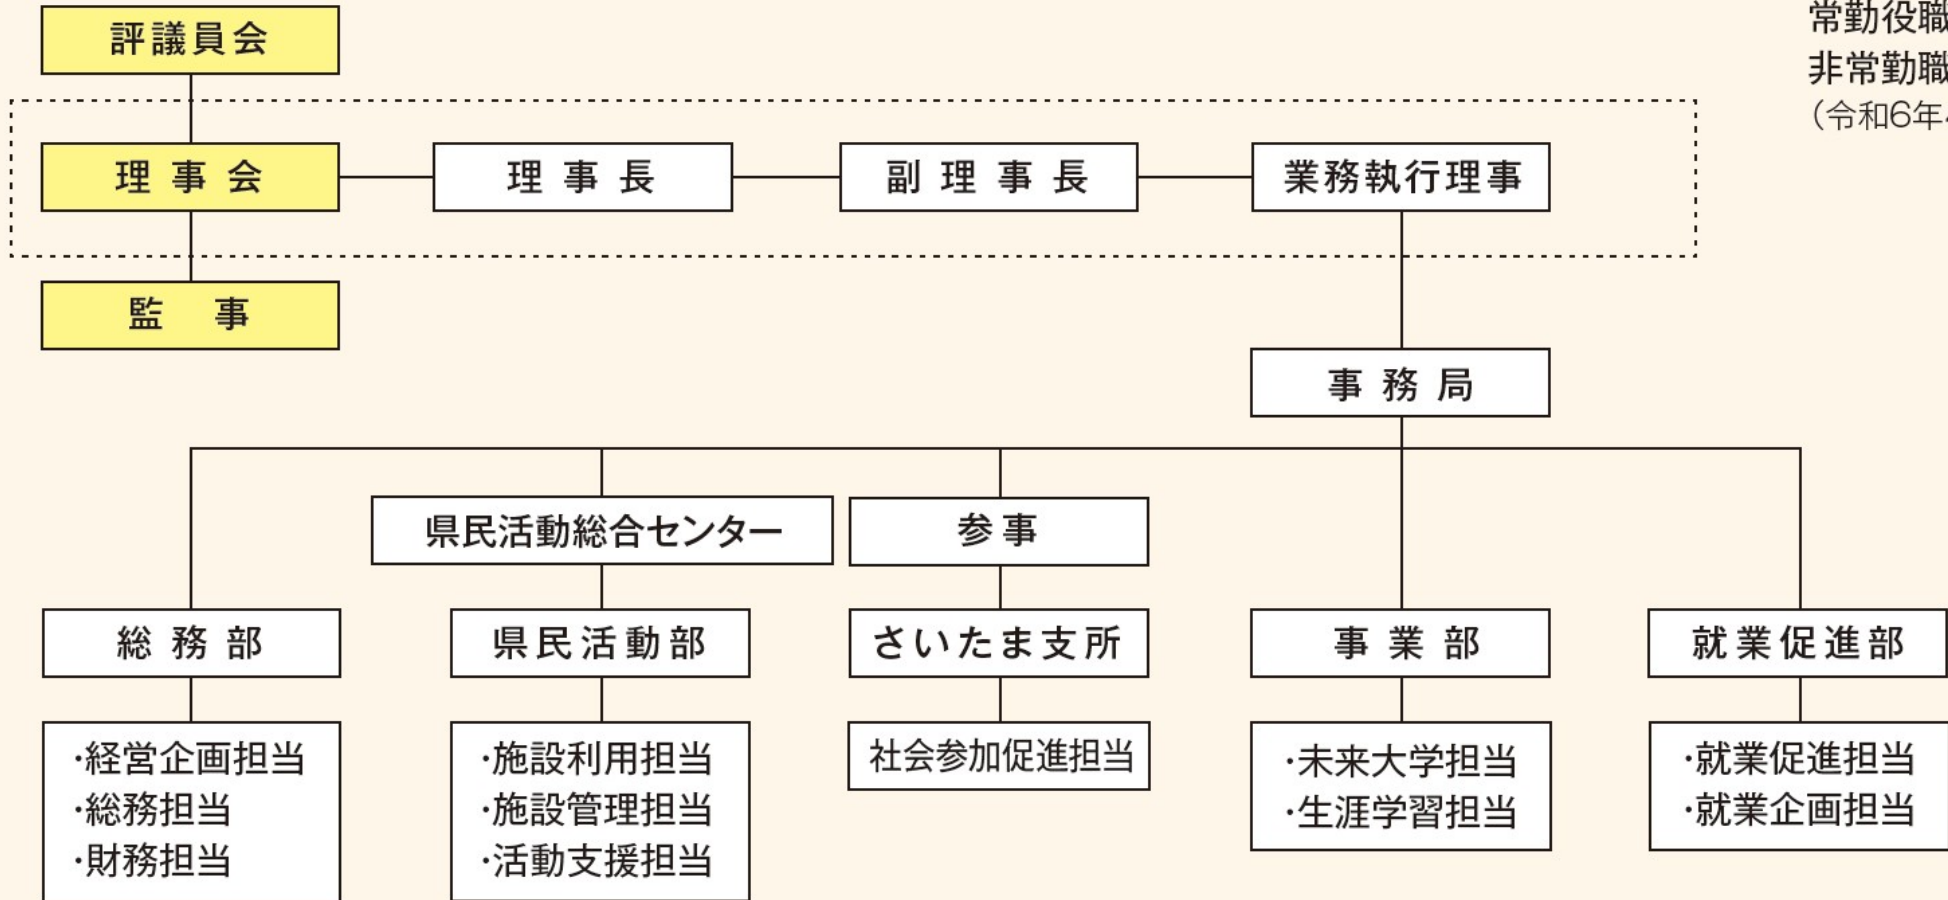 評議員会
常勤役職
非常勤職
（令和6年
理事会
理事長
副理事長
業務執行理事
監　事
事務局
県民活動総合センター
参事
総務部
県民活動部
さいたま支所
事業部
就業促進部
・経営企画担当
・総務担当
・財務担当
・施設利用担当
・施設管理担当
・活動支援担当
社会参加促進担当
・未来大学担当
・生涯学習担当
・就業促進担当
・就業企画担当